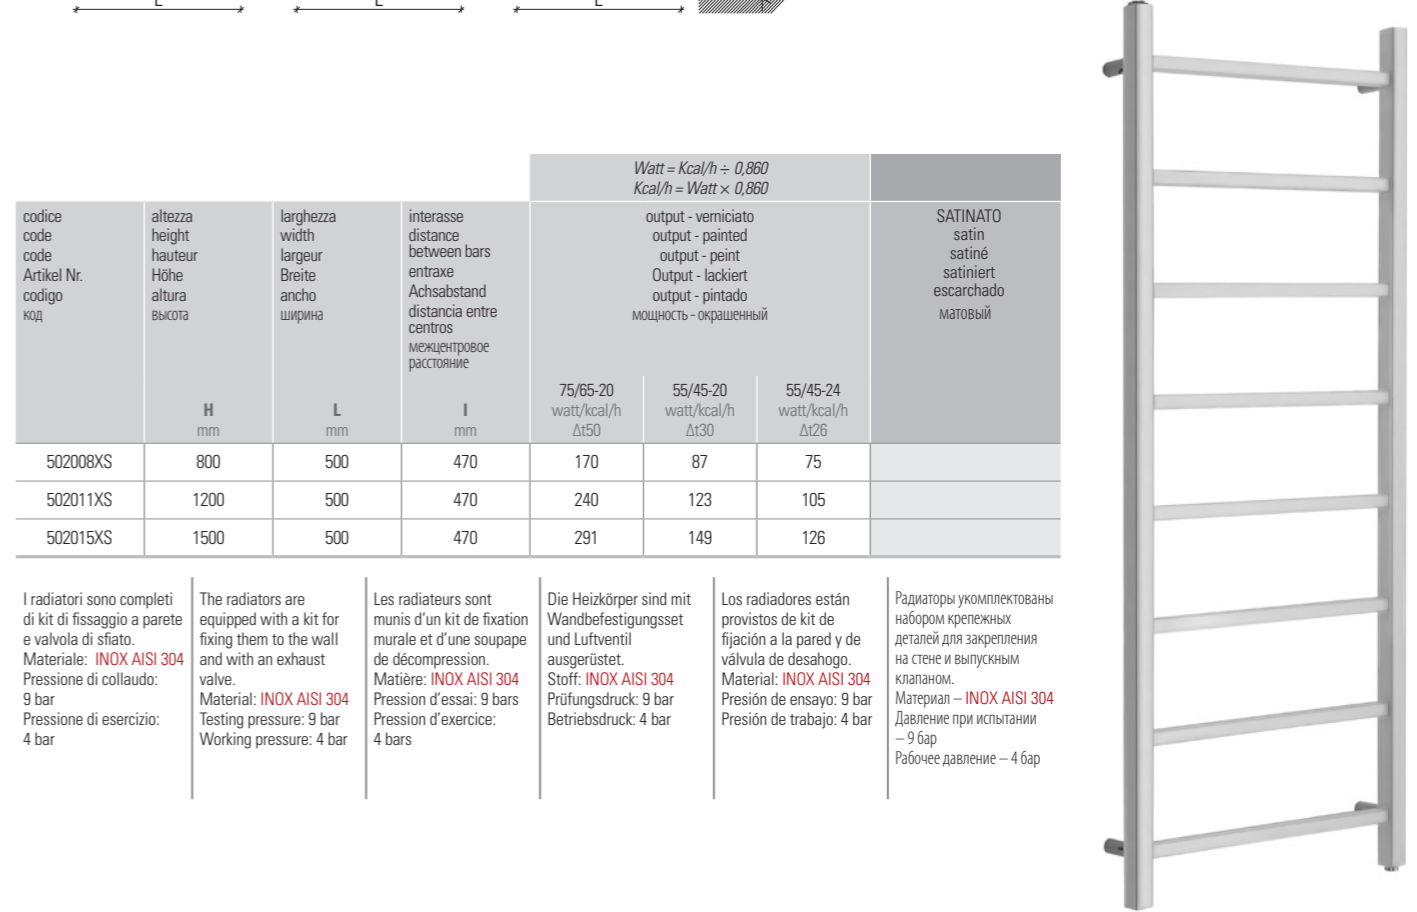 L L L
Watt = Kcal/h ÷ 0,860
Kcal/h = Watt × 0,860
codice
code
code
Artikel Nr.
codigo
код
altezza
height
hauteur
Höhe
altura
высота
H
mm
larghezza
width
largeur
Breite
ancho
ширина
L
mm
interasse
distance
between bars
entraxe
Achsabstand
distancia entre
centros
межцентровое
расстояние
I
mm
output - verniciato
output - painted
output - peint
Output - lackiert
output - pintado
мощность - окрашенный
75/65-20
watt/kcal/h
Δt50
55/45-20
watt/kcal/h
Δt30
55/45-24
watt/kcal/h
Δt26
SATINATO
satin
satiné
satiniert
escarchado
матовый
502008XS 800 500 470 170 87 75
502011XS 1200 500 470 240 123 105
502015XS 1500 500 470 291 149 126
I radiatori sono completi
di kit di fissaggio a parete
e valvola di sfiato.
Materiale: INOX AISI 304
Pressione di collaudo:
9 bar
Pressione di esercizio:
4 bar
The radiators are
equipped with a kit for
fixing them to the wall
and with an exhaust
valve.
Material: INOX AISI 304
Testing pressure: 9 bar
Working pressure: 4 bar
Les radiateurs sont
munis d'un kit de fixation
murale et d'une soupape
de décompression.
Matière: INOX AISI 304
Pression d'essai: 9 bars
Pression d'exercice:
4 bars
Die Heizkörper sind mit
Wandbefestigungsset
und Luftventil
ausgerüstet.
Stoff: INOX AISI 304
Prüfungsdruck: 9 bar
Betriebsdruck: 4 bar
Los radiadores están
provistos de kit de
fijación a la pared y de
válvula de desahogo.
Material: INOX AISI 304
Presión de ensayo: 9 bar
Presión de trabajo: 4 bar
Радиаторы укомплектованы
набором крепежных
деталей для закрепления
на стене и выпускным
клапаном.
Материал – INOX AISI 304
Давление при испытании
– 9 бар
Рабочее давление – 4 бар